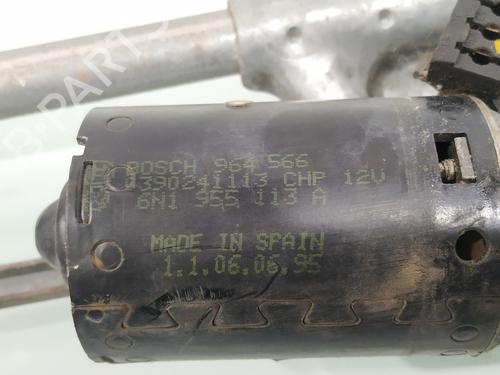 BOSCH 964 566
0390241113 CHP 12V
6N1 955 113 A
MADE IN SPAIN
1.1.06.06.95